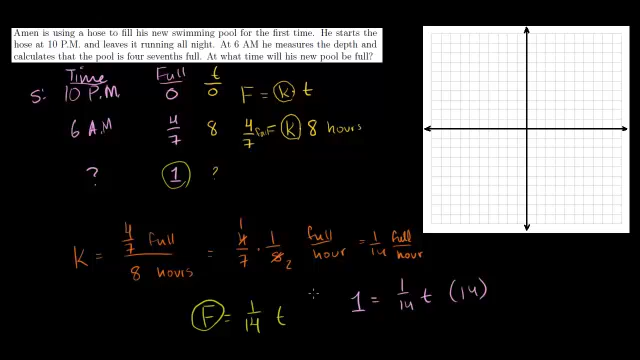 Amen is using a hose to fill his new swimming pool for the first time. He starts the
hose at 10 P.M. and leaves it running all night. At 6 AM he measures the depth and
calculates that the pool is four sevenths full. At what time will his new pool be full?
Time Full t
S: 10 P.M. 0 0 F = k · t
6 A.M 4/7 8 4/7 full = k · 8 hours
? 1 ?
k = (4/7 full)/(8 hours) = 4/7 · 1/8 full/hour = 1/14 full/hour
1 2
F = 1/14 t 1 = 1/14 t (14)